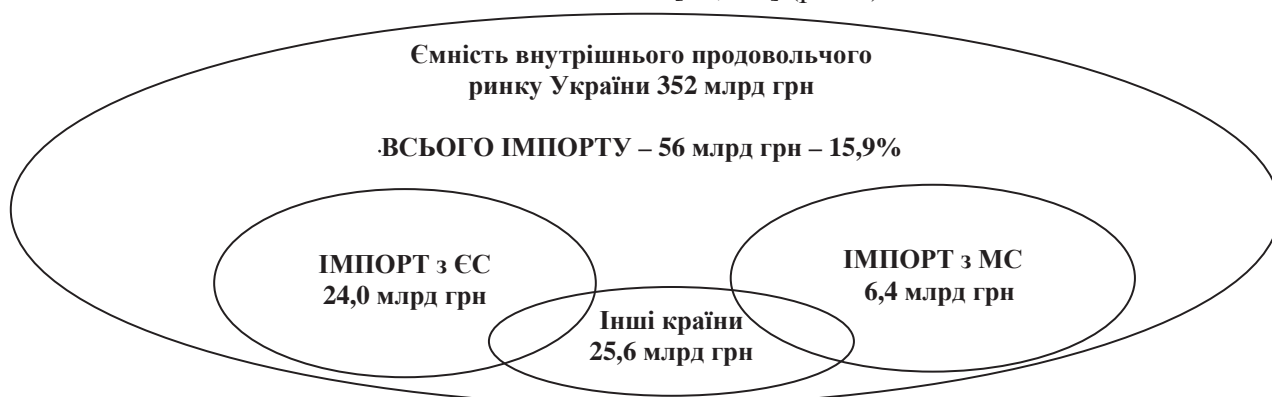 Ємність внутрішнього продовольчого
ринку України 352 млрд грн
·ВСЬОГО ІМПОРТУ – 56 млрд грн – 15,9%
ІМПОРТ з ЄС
24,0 млрд грн
ІМПОРТ з МС
6,4 млрд грн
Інші країни
25,6 млрд грн